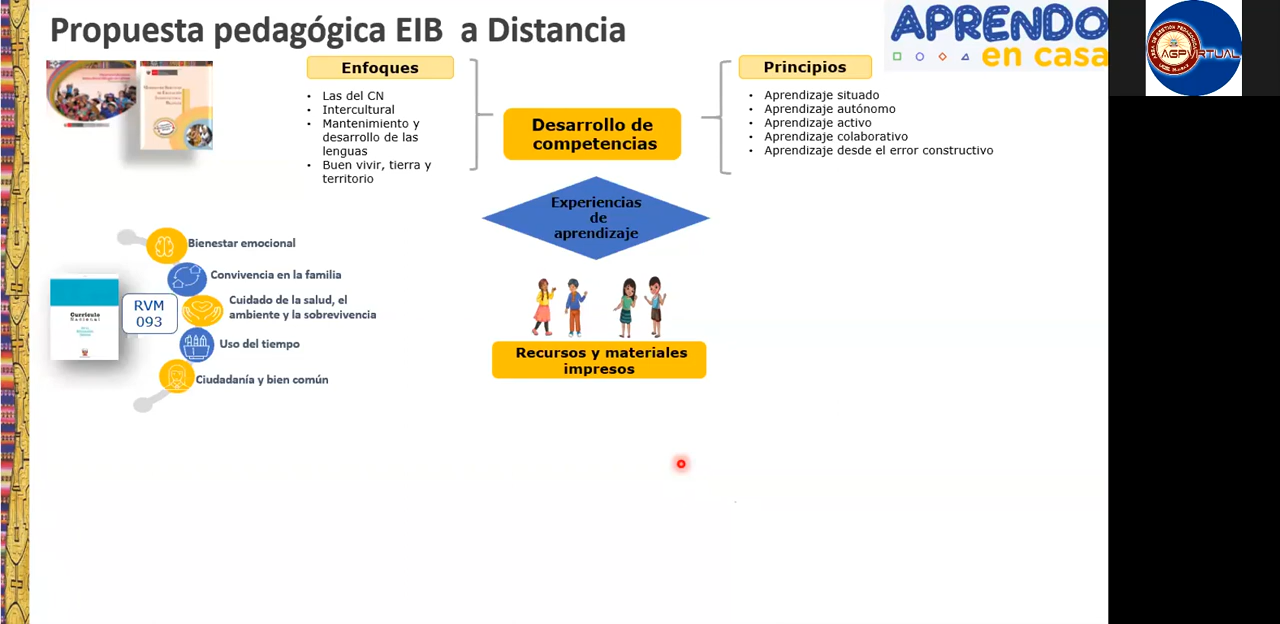 Propuesta pedagógica EIB a Distancia
APRENDO
en casa
AGPVIRTUAL
Enfoques
Las del CN
Intercultural
Mantenimiento y
desarrollo de las
lenguas
Buen vivir, tierra y
territorio
Desarrollo de
competencias
Principios
Aprendizaje situado
Aprendizaje autónomo
Aprendizaje activo
Aprendizaje colaborativo
Aprendizaje desde el error constructivo
Experiencias
de
aprendizaje
Bienestar emocional
Convivencia en la familia
Cuidado de la salud, el
ambiente y la sobrevivencia
Uso del tiempo
Ciudadanía y bien común
RVM
093
Currículo
Nacional
Recursos y materiales
impresos